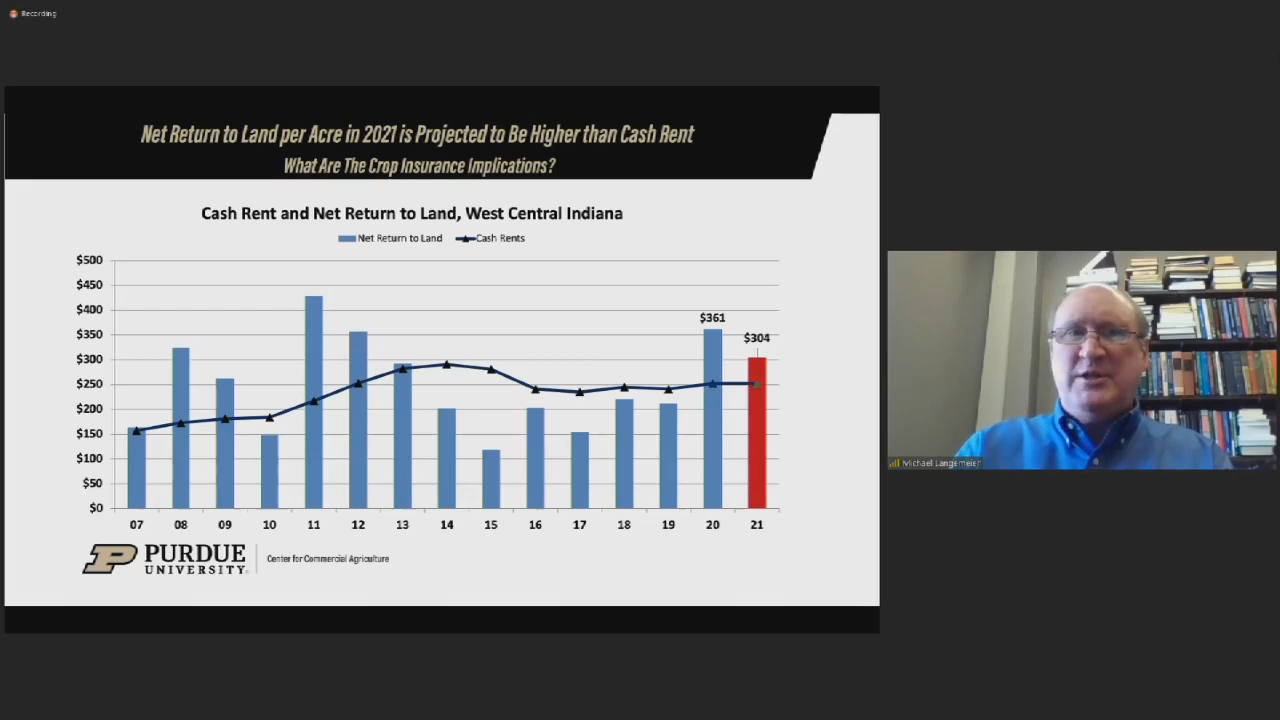 Recording
Net Return to Land per Acre in 2021 is Projected to Be Higher than Cash Rent
What Are The Crop Insurance Implications?
Cash Rent and Net Return to Land, West Central Indiana
Net Return to Land Cash Rents
$500
$450
$400
$350
$300
$250
$200
$150
$100
$50
$0
$361
$304
07 08 09 10 11 12 13 14 15 16 17 18 19 20 21
PURDUE
UNIVERSITY
Center for Commercial Agriculture
Michael Langemeier